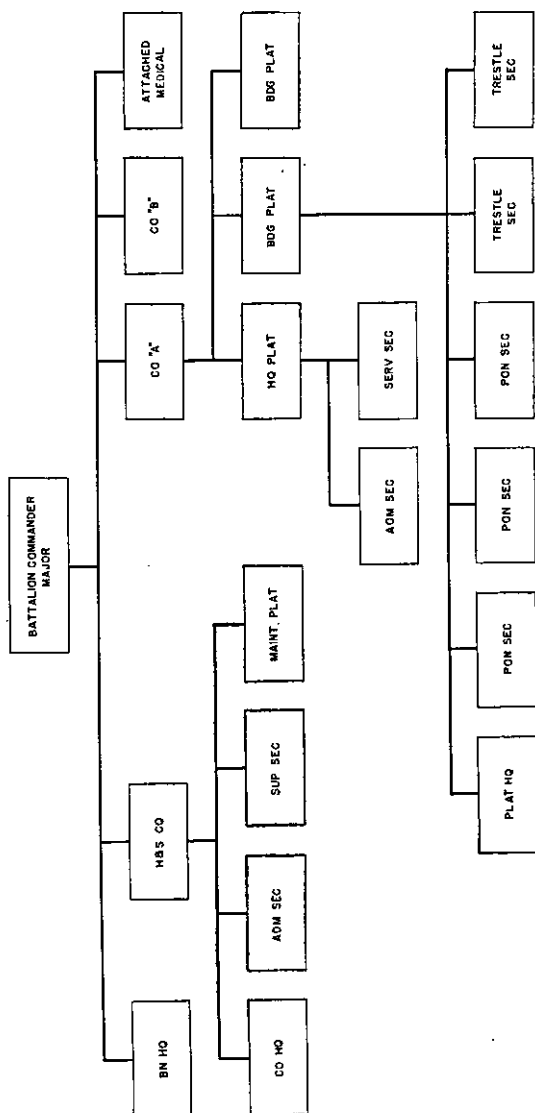 BATTALION COMMANDER
MAJOR
BN HQ
H&S CO
CO "A"
CO "B"
ATTACHED
MEDICAL
CO HQ
ADM SEC
SUP SEC
MAINT. PLAT
HQ PLAT
BDG PLAT
BDG PLAT
ADM SEC
SERV SEC
PLAT HQ
PON SEC
PON SEC
PON SEC
TRESTLE
SEC
TRESTLE
SEC